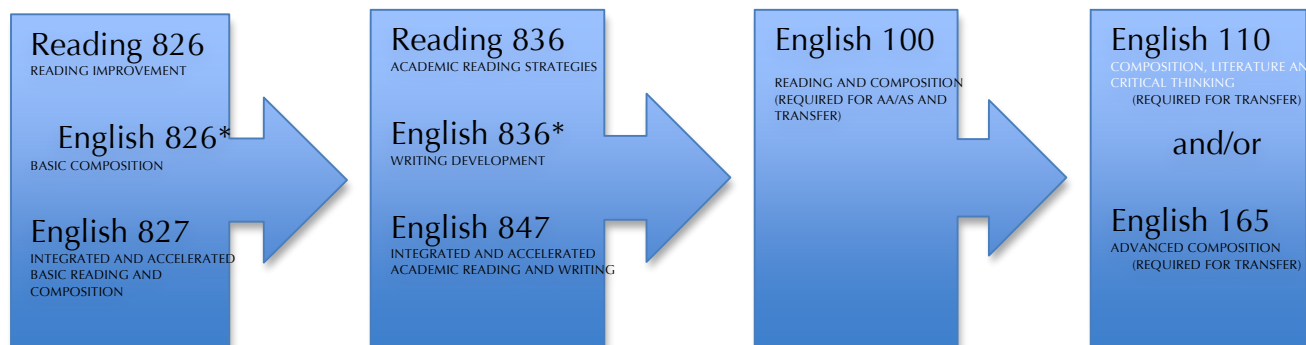 Reading 826
READING IMPROVEMENT
English 826*
BASIC COMPOSITION
English 827
INTEGRATED AND ACCELERATED
BASIC READING AND
COMPOSITION
Reading 836
ACADEMIC READING STRATEGIES
English 836*
WRITING DEVELOPMENT
English 847
INTEGRATED AND ACCELERATED
ACADEMIC READING AND WRITING
English 100
READING AND COMPOSITION
(REQUIRED FOR AA/AS AND
TRANSFER)
English 110
COMPOSITION, LITERATURE AN
CRITICAL THINKING
(REQUIRED FOR TRANSFER)
and/or
English 165
ADVANCED COMPOSITION
(REQUIRED FOR TRANSFER)